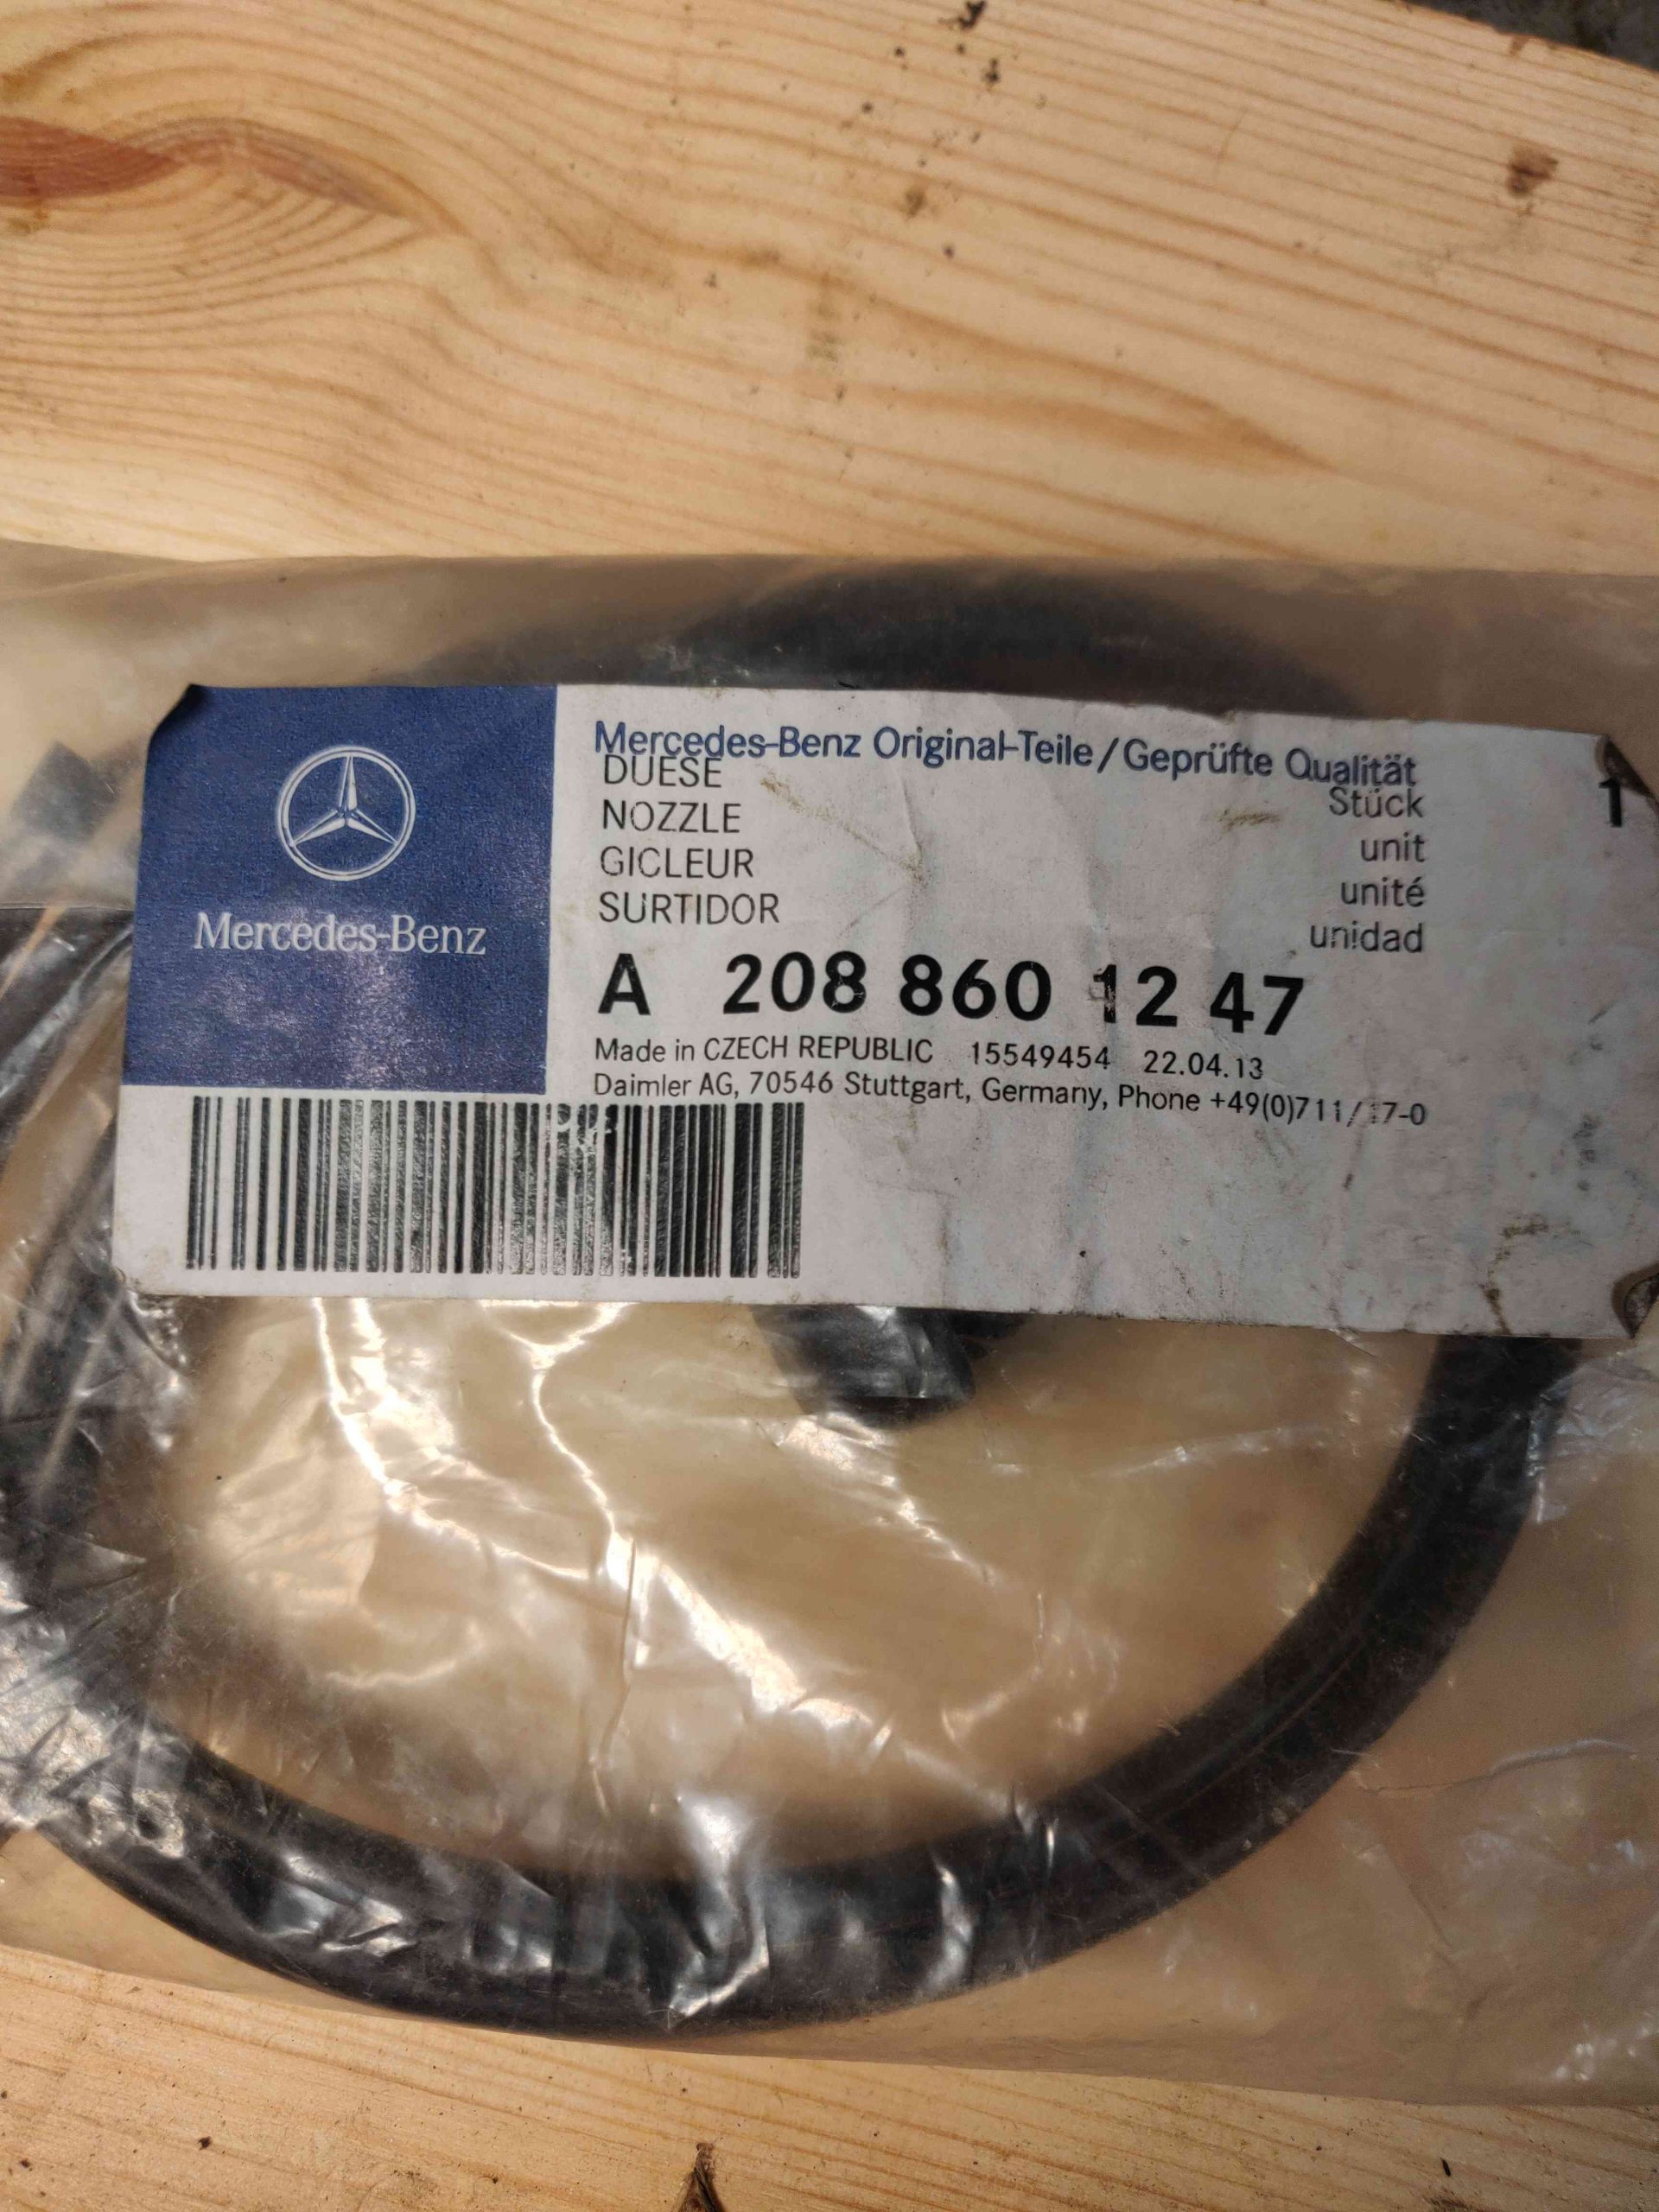 Mercedes-Benz
Mercedes-Benz Original-Teile / Geprüfte Qualität
DUESE Stück 1
NOZZLE unit
GICLEUR unité
SURTIDOR unidad
A 208 860 12 47
Made in CZECH REPUBLIC 15549454 22.04.13
Daimler AG, 70546 Stuttgart, Germany, Phone +49(0)711/17-0